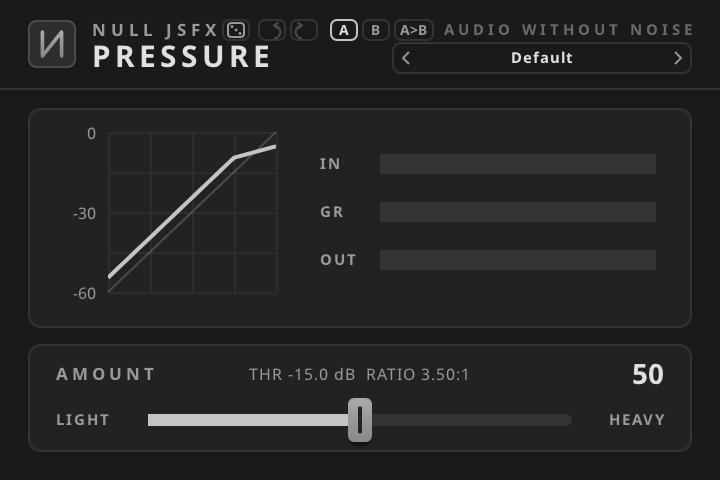 NULL JSFX A B A>B AUDIO WITHOUT NOISE
PRESSURE
Default
0
-30
-60
IN
GR
OUT
AMOUNT THR -15.0 dB RATIO 3.50:1 50
LIGHT HEAVY